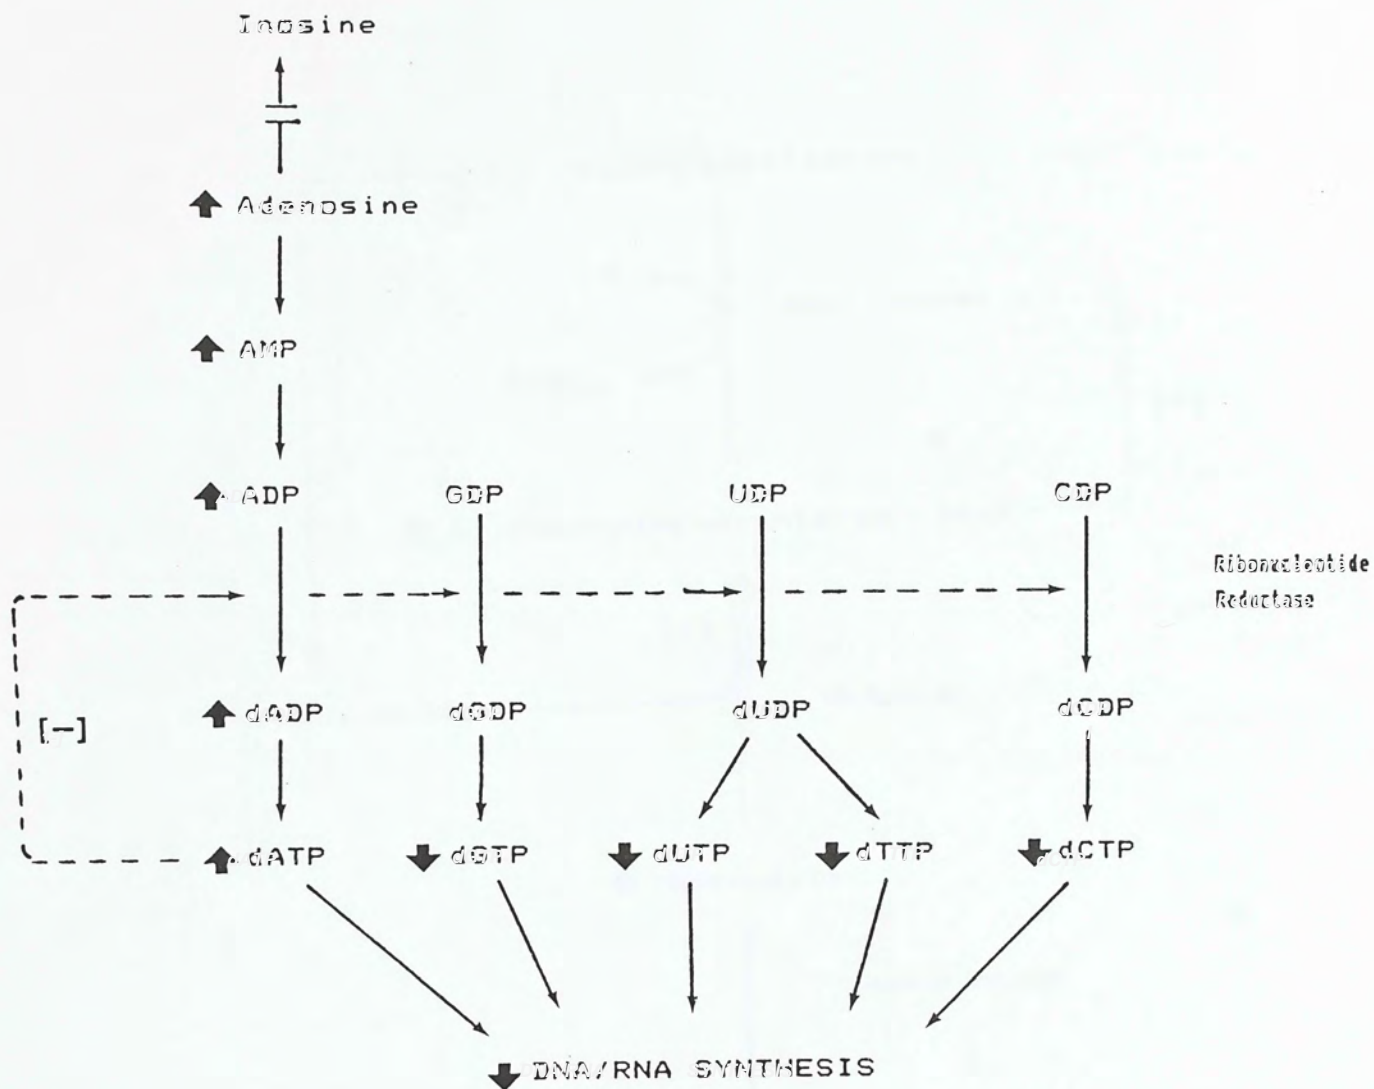 Inosine
Adenosine
AMP
ADP GDP UDP CDP
Ribonucleotide
Reductase
[-]
dADP dGDP dUDP dCDP
dATP dGTP dUTP dTTP dCTP
DNA/RNA SYNTHESIS